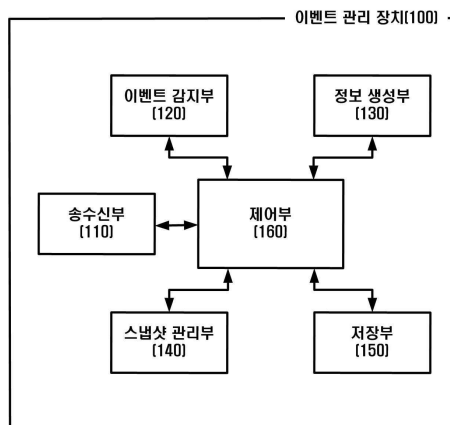 이벤트 관리 장치(100)
이벤트 감지부
(120)
정보 생성부
(130)
송수신부
(110)
제어부
(160)
스냅샷 관리부
(140)
저장부
(150)